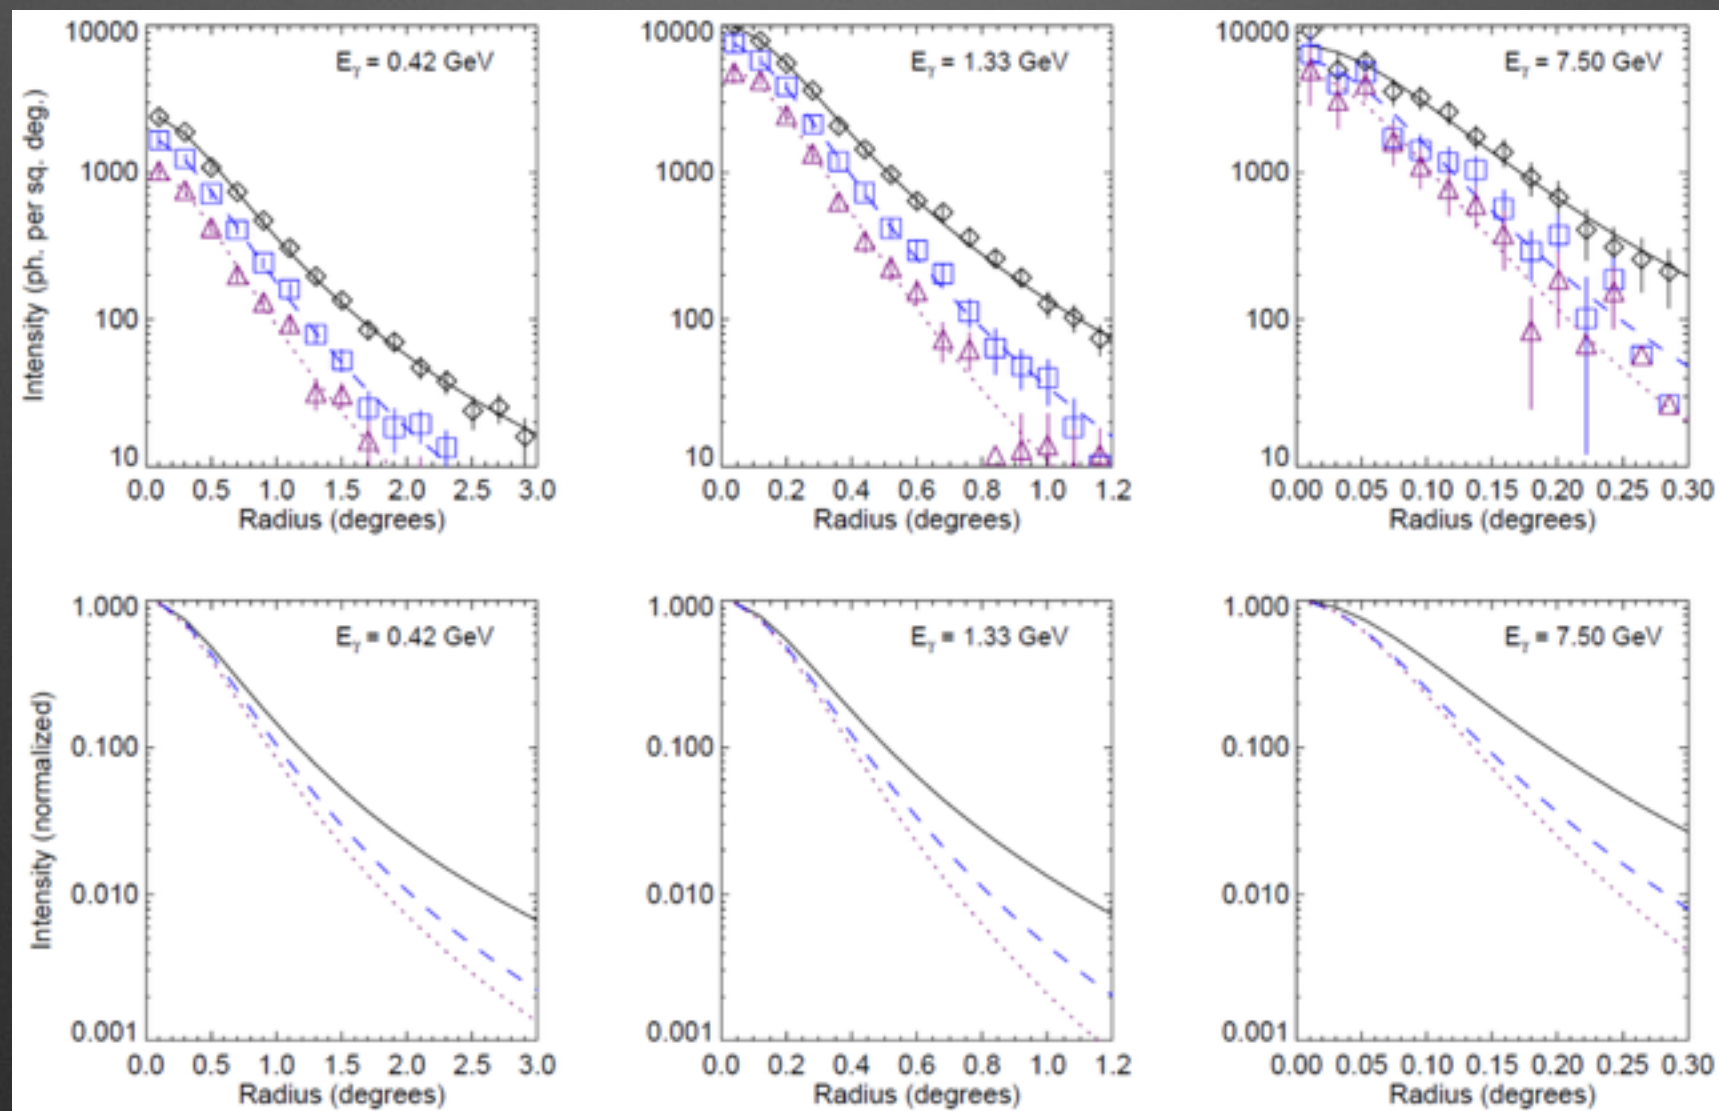 Intensity (ph. per sq. deg.)
10000
1000
100
10
E_γ = 0.42 GeV
0.0 0.5 1.0 1.5 2.0 2.5 3.0
Radius (degrees)
10000
1000
100
10
E_γ = 1.33 GeV
0.0 0.2 0.4 0.6 0.8 1.0 1.2
Radius (degrees)
10000
1000
100
10
E_γ = 7.50 GeV
0.00 0.05 0.10 0.15 0.20 0.25 0.30
Radius (degrees)
Intensity (normalized)
1.000
0.100
0.010
0.001
E_γ = 0.42 GeV
0.0 0.5 1.0 1.5 2.0 2.5 3.0
Radius (degrees)
1.000
0.100
0.010
0.001
E_γ = 1.33 GeV
0.0 0.2 0.4 0.6 0.8 1.0 1.2
Radius (degrees)
1.000
0.100
0.010
0.001
E_γ = 7.50 GeV
0.00 0.05 0.10 0.15 0.20 0.25 0.30
Radius (degrees)